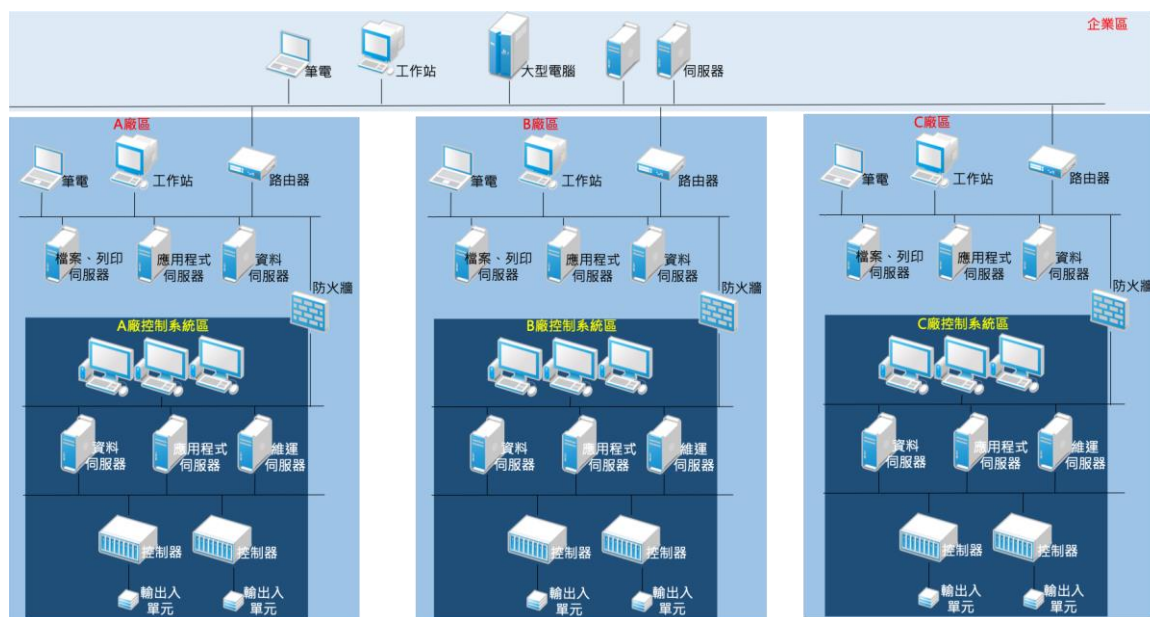 企業區
筆電
工作站
大型電腦
伺服器
A廠區
筆電
工作站
路由器
檔案、列印
伺服器
應用程式
伺服器
資料
伺服器
防火牆
A廠控制系統區
資料
伺服器
應用程式
伺服器
維運
伺服器
控制器
控制器
輸出入
單元
輸出入
單元
B廠區
筆電
工作站
路由器
檔案、列印
伺服器
應用程式
伺服器
資料
伺服器
防火牆
B廠控制系統區
資料
伺服器
應用程式
伺服器
維運
伺服器
控制器
控制器
輸出入
單元
輸出入
單元
C廠區
筆電
工作站
路由器
檔案、列印
伺服器
應用程式
伺服器
資料
伺服器
防火牆
C廠控制系統區
資料
伺服器
應用程式
伺服器
維運
伺服器
控制器
控制器
輸出入
單元
輸出入
單元